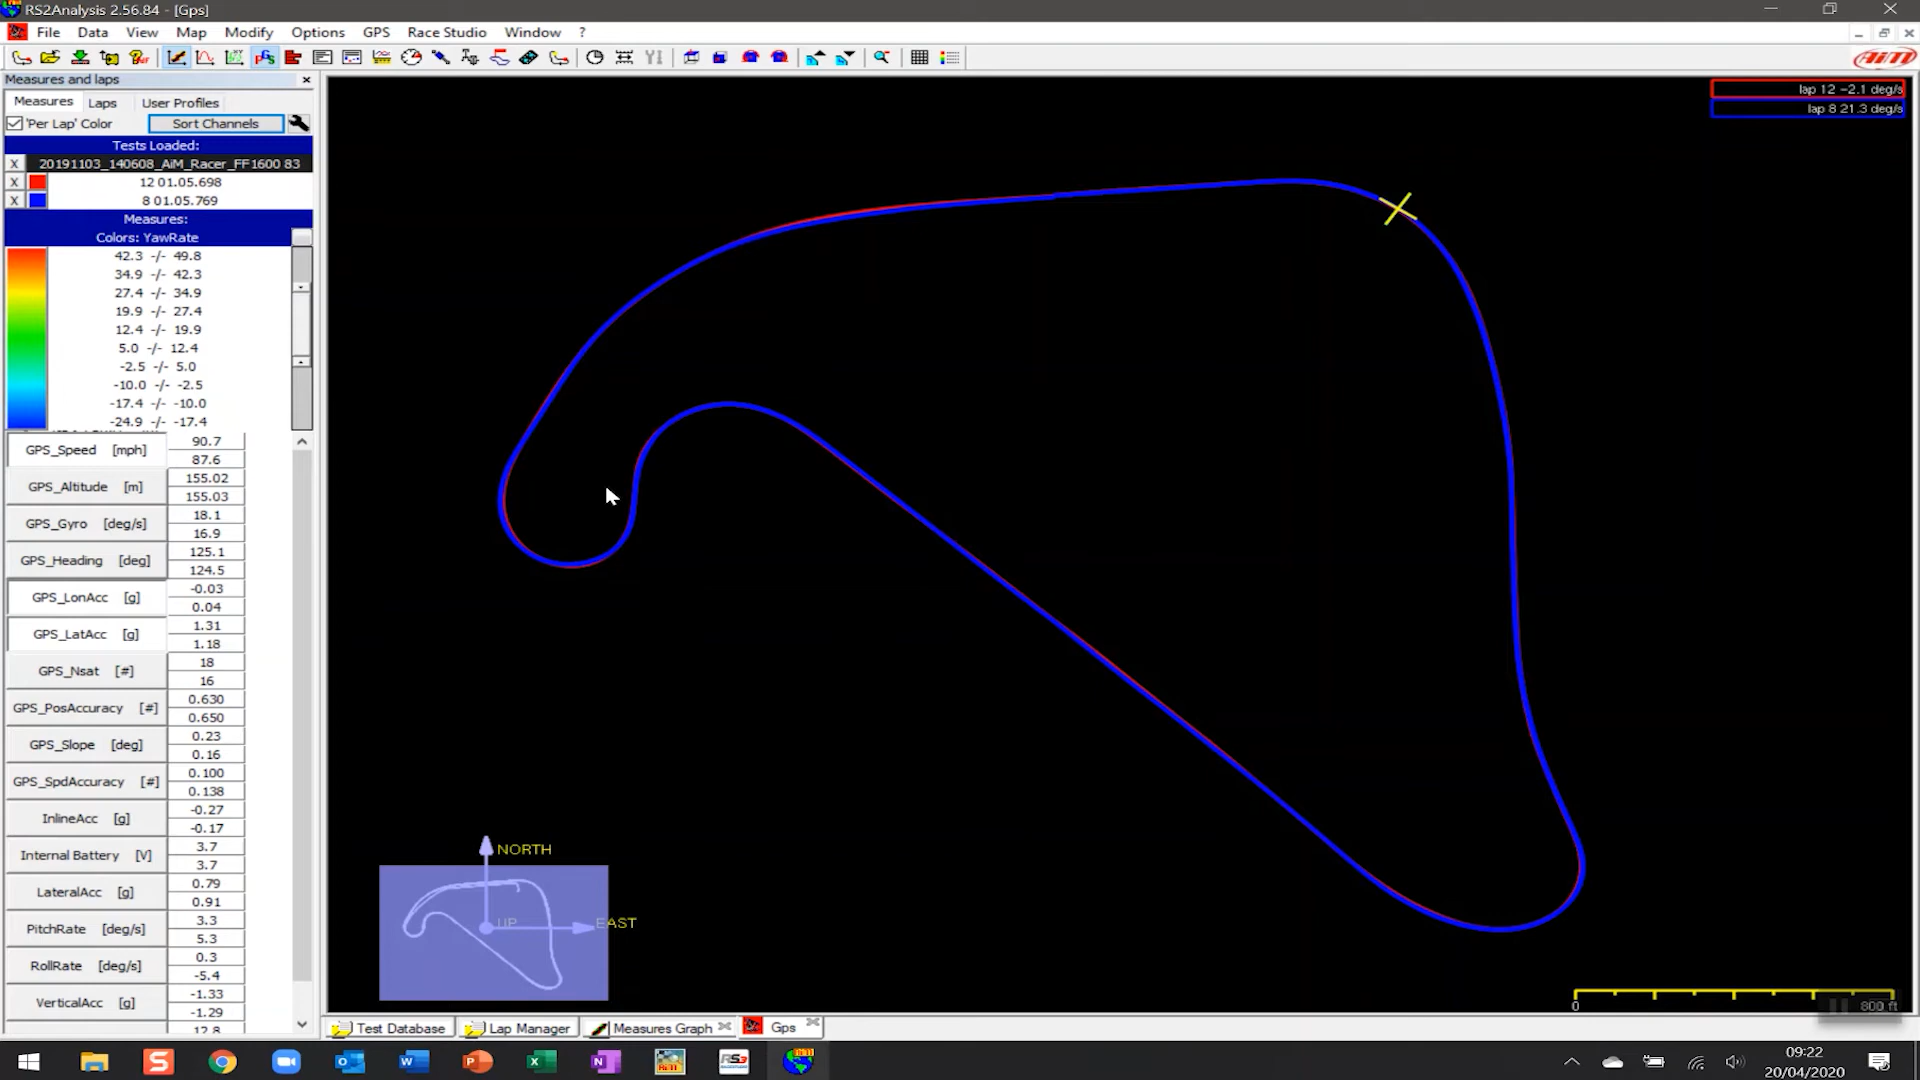 RS2Analysis 2.56.84 - [Gps]
File Data View Map Modify Options GPS Race Studio Window ?
Measures and laps
AiM
Measures Laps User Profiles
'Per Lap' Color Sort Channels
Tests Loaded:
X 20191103_140608_AiM_Racer_FF1600 83
X 12 01.05.698
X 8 01.05.769
Measures:
Colors: YawRate
42.3 -/- 49.8
34.9 -/- 42.3
27.4 -/- 34.9
19.9 -/- 27.4
12.4 -/- 19.9
5.0 -/- 12.4
-2.5 -/- 5.0
-10.0 -/- -2.5
-17.4 -/- -10.0
-24.9 -/- -17.4
GPS_Speed [mph] 90.7
87.6
GPS_Altitude [m] 155.02
155.03
GPS_Gyro [deg/s] 18.1
16.9
GPS_Heading [deg] 125.1
124.5
GPS_LonAcc [g] -0.03
0.04
GPS_LatAcc [g] 1.31
1.18
GPS_Nsat [#] 18
16
GPS_PosAccuracy [#] 0.630
0.650
GPS_Slope [deg] 0.23
0.16
GPS_SpdAccuracy [#] 0.100
0.138
InlineAcc [g] -0.27
-0.17
Internal Battery [V] 3.7
3.7
LateralAcc [g] 0.79
0.91
PitchRate [deg/s] 3.3
5.3
RollRate [deg/s] 0.3
-5.4
VerticalAcc [g] -1.33
-1.29
12.8
lap 12 -2.1 deg/s
lap 8 21.3 deg/s
NORTH
UP
EAST
0 800 ft
Test Database Lap Manager Measures Graph Gps
09:22
20/04/2020